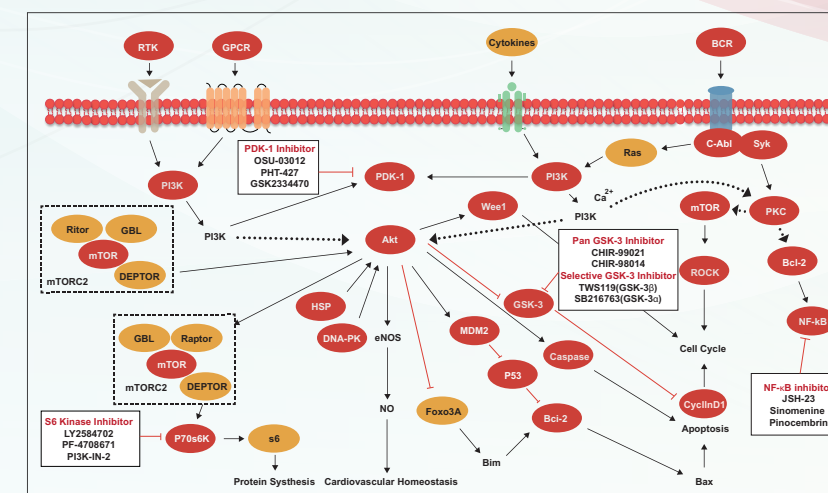 RTK
GPCR
Cytokines
BCR
C-Abl
Syk
Ras
PDK-1 Inhibitor
OSU-03012
PHT-427
GSK2334470
PI3K
PDK-1
PI3K
Ca2+
Wee1
PI3K
mTOR
PKC
Ritor
GBL
mTOR
mTORC2
DEPTOR
PI3K
Akt
Pan GSK-3 Inhibitor
CHIR-99021
CHIR-98014
Selective GSK-3 Inhibitor
TWS119(GSK-3β)
SB216763(GSK-3α)
ROCK
Bcl-2
HSP
DNA-PK
GSK-3
NF-kB
GBL
Raptor
mTOR
mTORC2
DEPTOR
eNOS
MDM2
Caspase
Cell Cycle
P53
NF-κB inhibito
JSH-23
Sinomenine
Pinocembrin
S6 Kinase Inhibitor
LY2584702
PF-4708671
PI3K-IN-2
P70s6K
s6
NO
Foxo3A
Bci-2
CyclInD1
Apoptosis
Bim
Protein Systhesis
Cardiovascular Homeostasis
Bax